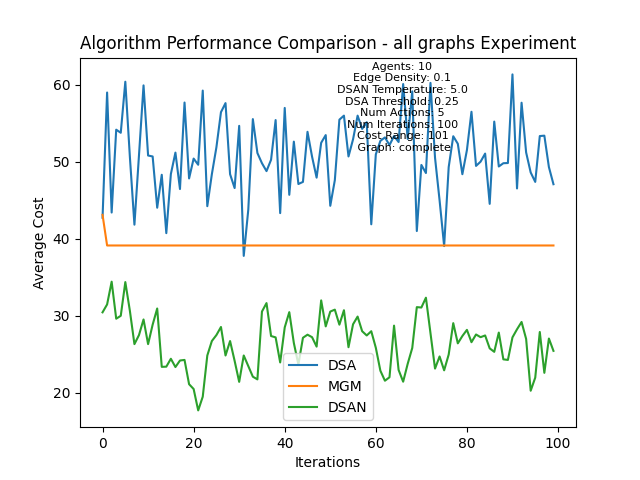 Algorithm Performance Comparison - all graphs Experiment
Agents: 10
Edge Density: 0.1
DSAN Temperature: 5.0
DSA Threshold: 0.25
Num Actions: 5
Num Iterations: 100
Cost Range: 101
Graph: complete
Average Cost
60
50
40
30
20
DSA
MGM
DSAN
0
20
40
60
80
100
Iterations